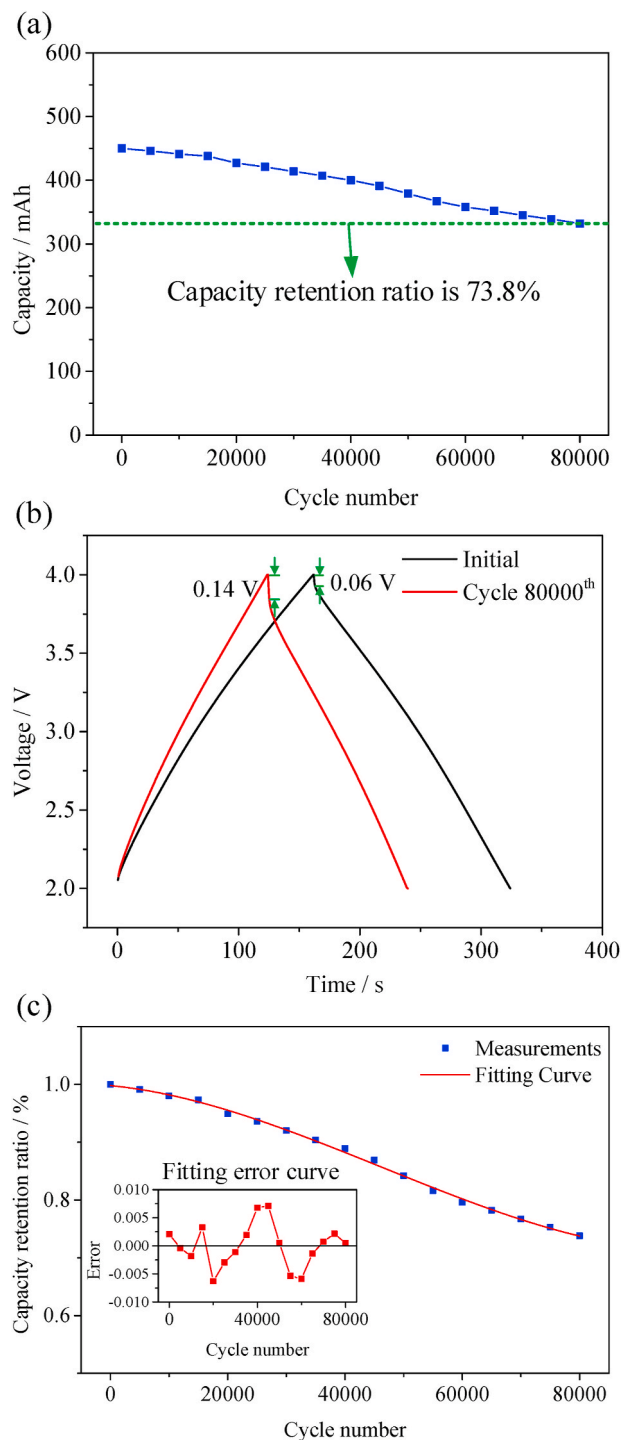 (a)
600
500
400
300
200
100
0
Capacity / mAh
Capacity retention ratio is 73.8%
0 20000 40000 60000 80000
Cycle number
(b)
4.0
3.5
3.0
2.5
2.0
Voltage / V
0.14 V
0.06 V
Initial
Cycle 80000th
0 100 200 300 400
Time / s
(c)
1.0
0.8
0.6
Capacity retention ratio / %
Measurements
Fitting Curve
Fitting error curve
0.010
0.005
0.000
-0.005
-0.010
Error
0 40000 80000
Cycle number
0 20000 40000 60000 80000
Cycle number